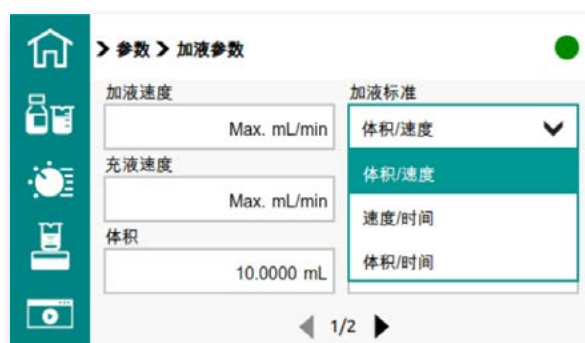 参数 加液参数
加液速度
Max. mL/min
充液速度
Max. mL/min
体积
10.0000 mL
加液标准
体积/速度
体积/速度
速度/时间
体积/时间
1/2